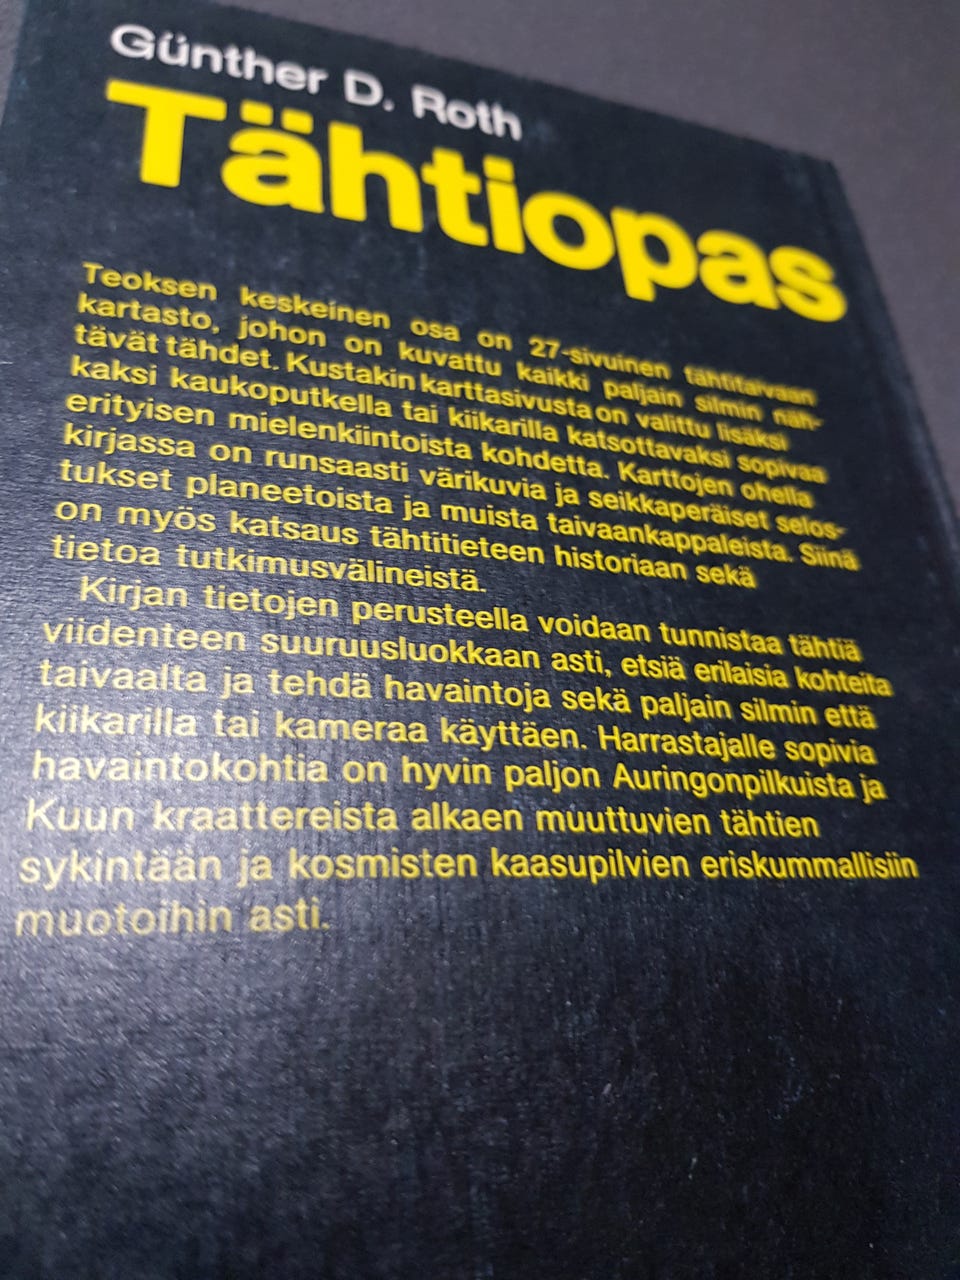 Günther D. Roth
Tähtiopas
Teoksen keskeinen osa on 27-sivuinen tähtitaivaan
kartasto, johon on kuvattu kaikki paljain silmin näh-
tävät tähdet. Kustakin karttasivusta on valittu lisäksi
kaksi kaukoputkella tai kiikarilla katsottavaksi sopivaa
erityisen mielenkiintoista kohdetta. Karttojen ohella
kirjassa on runsaasti värikuvia ja seikkaperäiset selos-
tukset planeetoista ja muista taivaankappaleista. Siinä
on myös katsaus tähtitieteen historiaan sekä
tietoa tutkimusvälineistä.
Kirjan tietojen perusteella voidaan tunnistaa tähtiä
viidenteen suuruusluokkaan asti, etsiä erilaisia kohteita
taivaalta ja tehdä havaintoja sekä paljain silmin että
kiikarilla tai kameraa käyttäen. Harrastajalle sopivia
havaintokohtia on hyvin paljon Auringonpilkuista ja
Kuun kraattereista alkaen muuttuvien tähtien
sykintään ja kosmisten kaasupilvien eriskummallisiin
muotoihin asti.